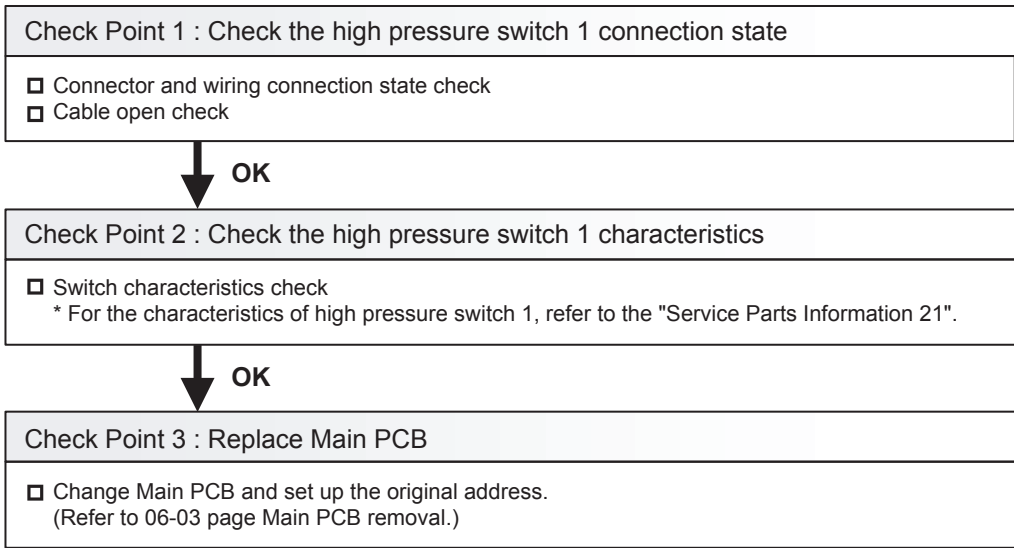 Check Point 1 : Check the high pressure switch 1 connection state
Connector and wiring connection state check
Cable open check
OK
Check Point 2 : Check the high pressure switch 1 characteristics
Switch characteristics check
* For the characteristics of high pressure switch 1, refer to the "Service Parts Information 21".
OK
Check Point 3 : Replace Main PCB
Change Main PCB and set up the original address.
(Refer to 06-03 page Main PCB removal.)